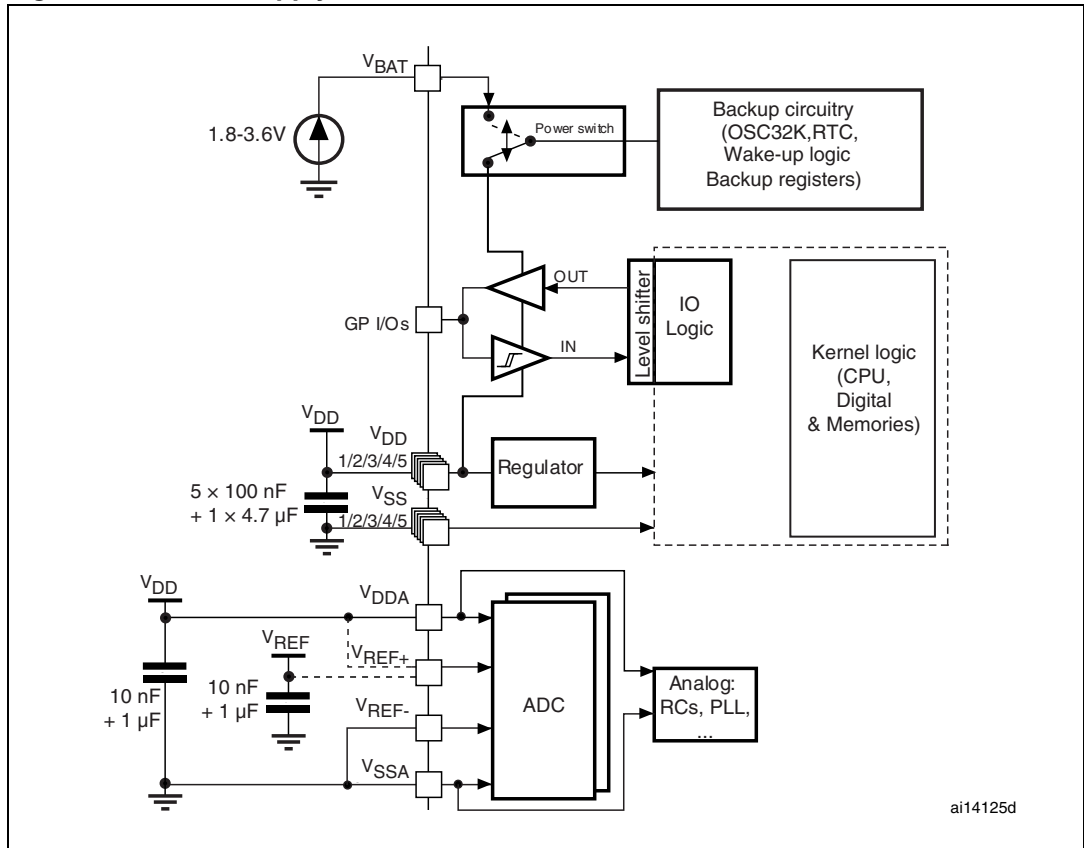 VBAT
1.8-3.6V
Power switch
Backup circuitry
(OSC32K,RTC,
Wake-up logic
Backup registers)
GP I/Os
OUT
IN
Level shifter
IO
Logic
Kernel logic
(CPU,
Digital
& Memories)
VDD
VDD
1/2/3/4/5
Regulator
5 × 100 nF
+ 1 × 4.7 µF
VSS
1/2/3/4/5
VDD
VDDA
VREF
VREF+
10 nF
+ 1 µF
10 nF
+ 1 µF
VREF-
VSSA
ADC
Analog:
RCs, PLL,
...
ai14125d